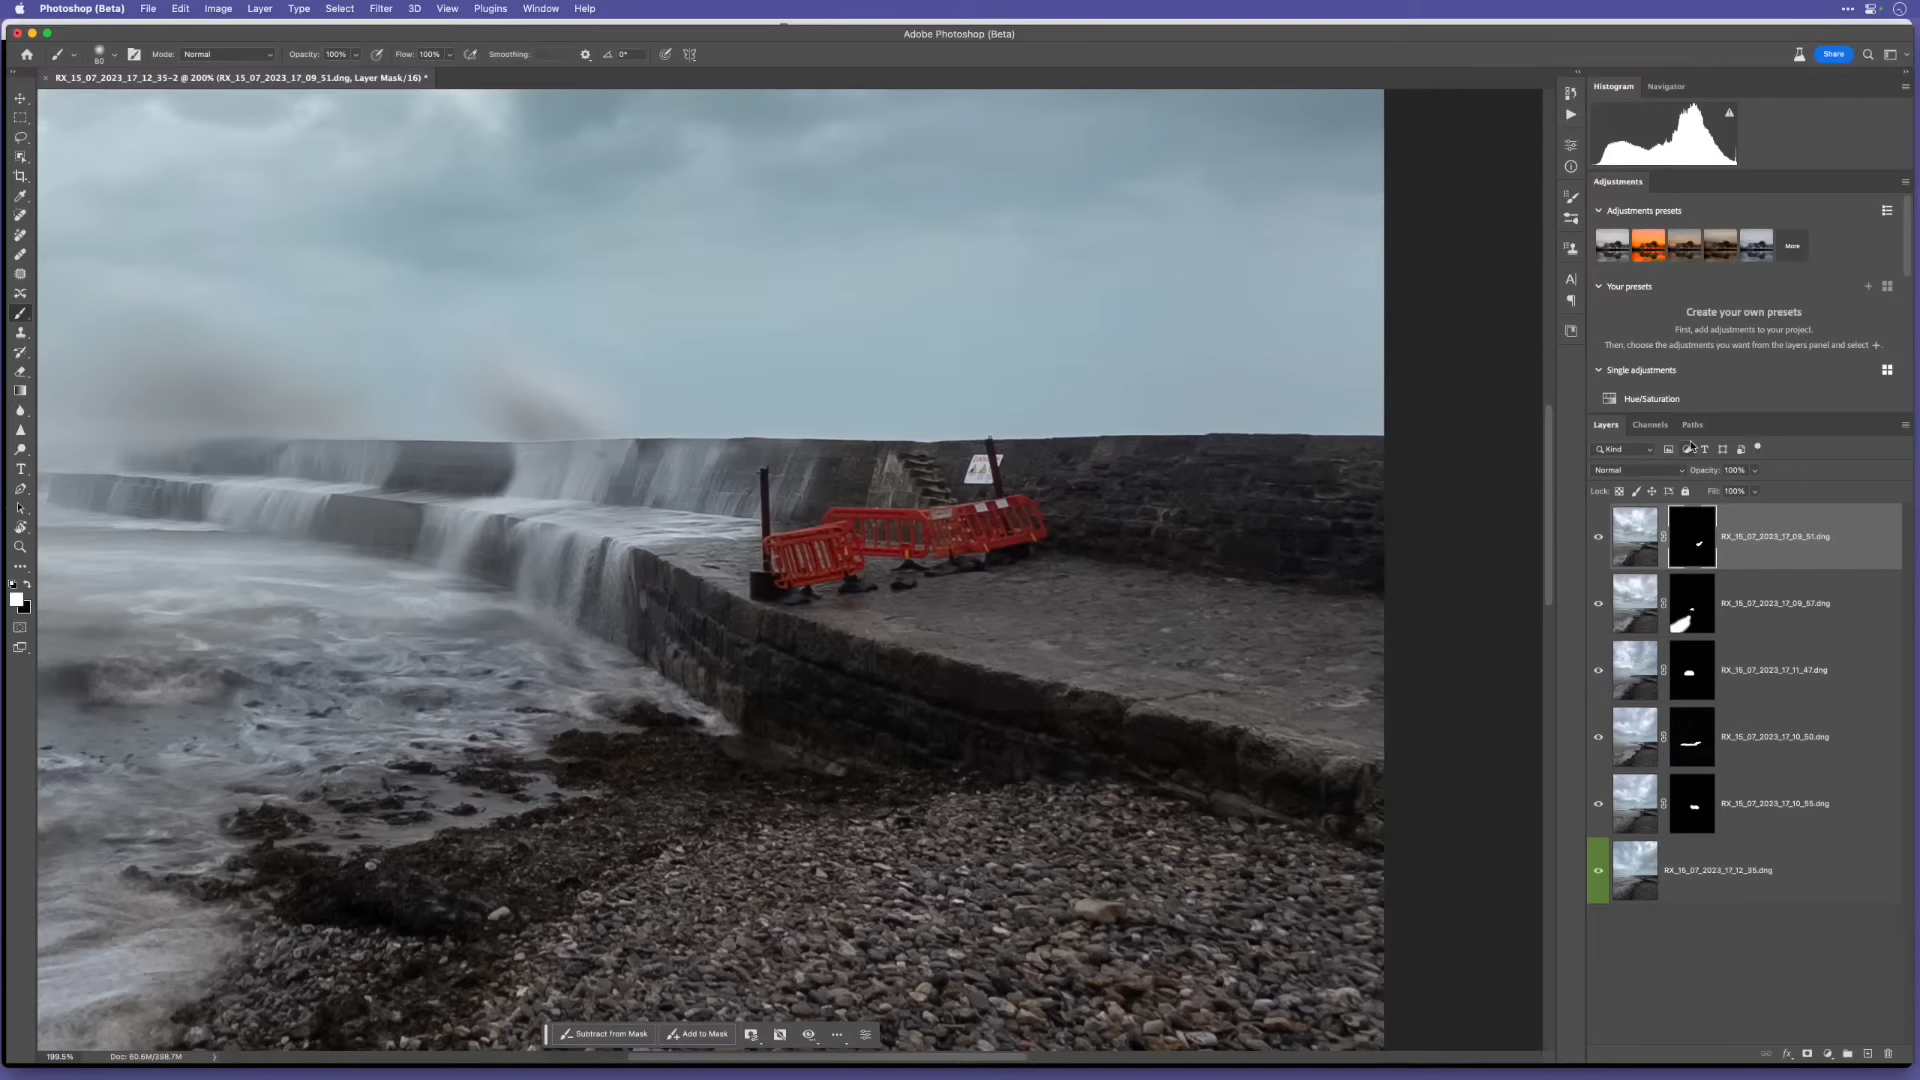 Photoshop (Beta) File Edit Image Layer Type Select Filter 3D View Plugins Window Help
Adobe Photoshop (Beta)
80 Mode: Normal Opacity: 100% Flow: 100% Smoothing: 0° Share
RX_15_07_2023_17_12_35-2 @ 200% (RX_15_07_2023_17_09_51.dng, Layer Mask/16) *
Histogram Navigator
Adjustments
Adjustments presets
More
Your presets
Create your own presets
First, add adjustments to your project.
Then, choose the adjustments you want from the layers panel and select +.
Single adjustments
Hue/Saturation
Layers Channels Paths
Kind
Normal Opacity: 100%
Lock: Fill: 100%
RX_15_07_2023_17_09_51.dng
RX_15_07_2023_17_09_57.dng
RX_15_07_2023_17_11_47.dng
RX_15_07_2023_17_10_50.dng
RX_15_07_2023_17_10_55.dng
RX_15_07_2023_17_12_35.dng
Subtract from Mask Add to Mask
199.5% Doc: 60.6M/398.7M
fx